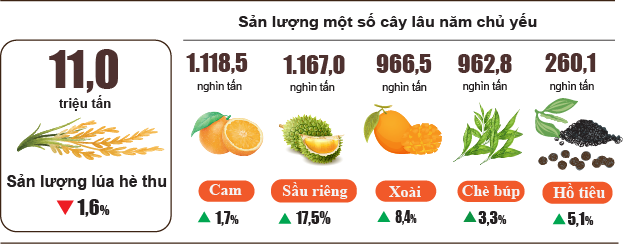 Sản lượng một số cây lâu năm chủ yếu
11,0
triệu tấn
Sản lượng lúa hè thu
▼ 1,6%
1.118,5 1.167,0 966,5 962,8 260,1
nghìn tấn nghìn tấn nghìn tấn nghìn tấn nghìn tấn
Cam Sầu riêng Xoài Chè búp Hồ tiêu
▲ 1,7% ▲ 17,5% ▲ 8,4% ▲ 3,3% ▲ 5,1%